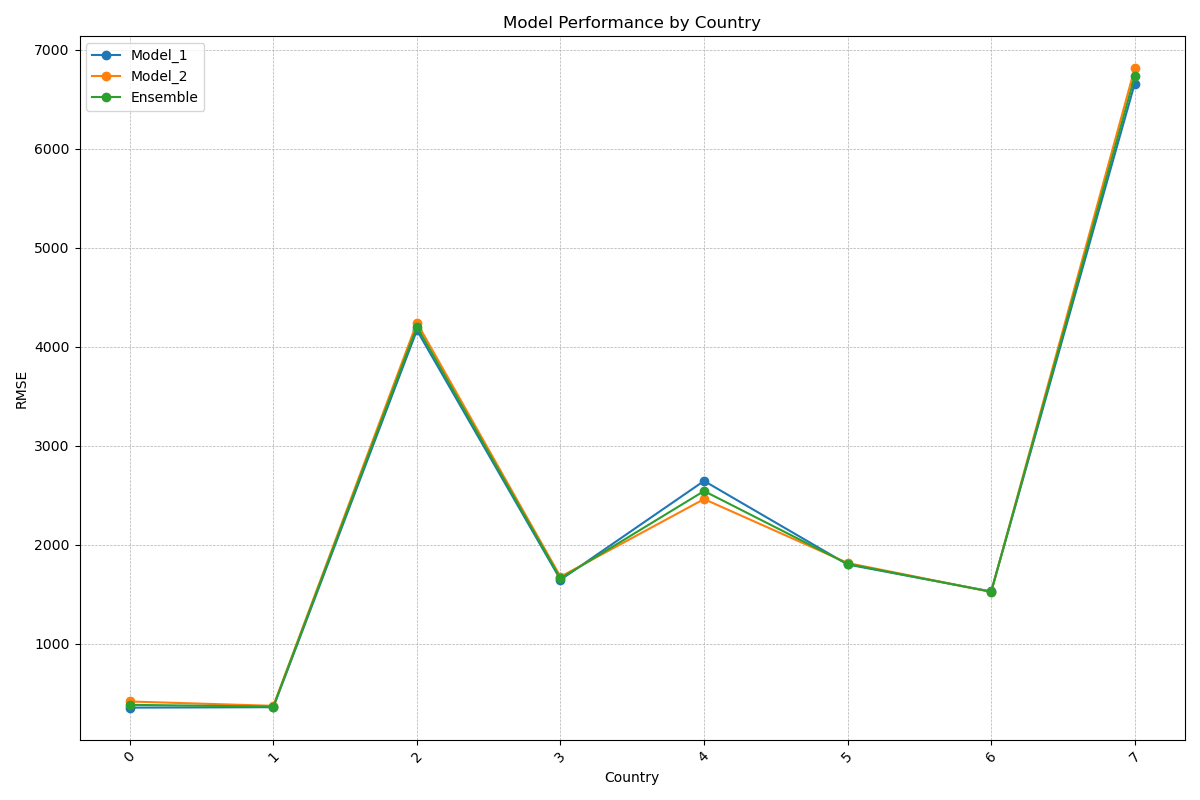 Model Performance by Country
Model_1
Model_2
Ensemble
7000
6000
5000
4000
3000
2000
1000
RMSE
0 1 2 3 4 5 6 7
Country